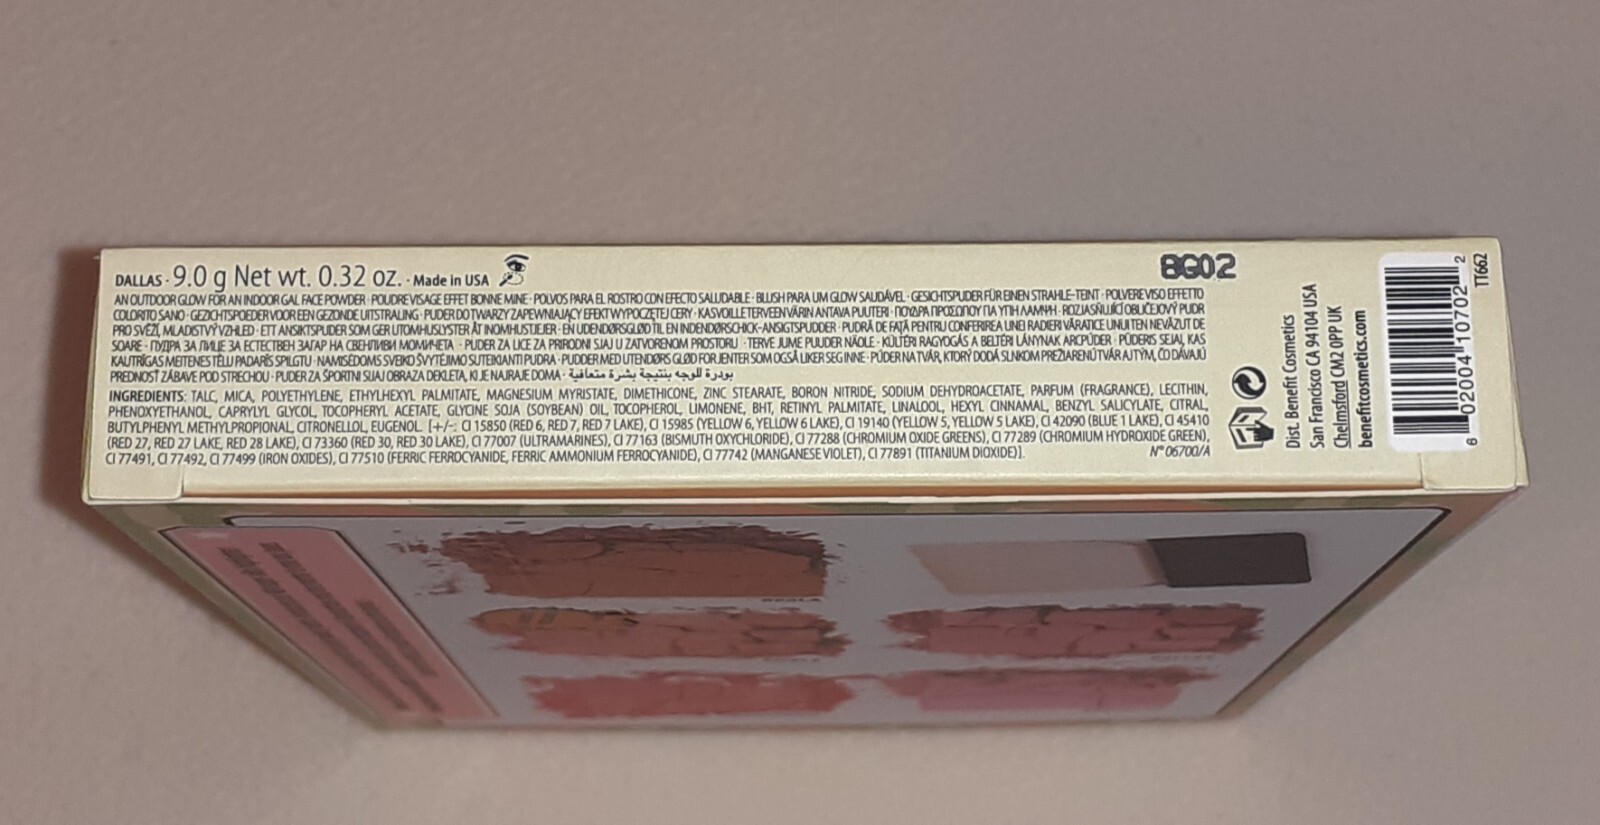 DALLAS · 9.0 g Net wt. 0.32 oz. · Made in USA
BG02
AN OUTDOOR GLOW FOR AN INDOOR GAL FACE POWDER · POUDRE VISAGE EFFET BONNE MINE · POLVOS PARA EL ROSTRO CON EFECTO SALUDABLE · BLUSH PARA UM GLOW SAUDÁVEL · GESICHTSPUDER FÜR EINEN STRAHLE-TEINT · POLVERE VISO EFFETTO
COLORITO SANO · GEZICHTSPOEDER VOOR EEN GEZONDE UITSTRALING · PUDER DO TWARZY ZAPEWNIAJĄCY EFEKT WYPOCZĘTEJ CERY · KASVOILLE TERVEEN VÄRIN ANTAVA PUUTERI · ΠΟΥΔΡΑ ΠΡΟΣΩΠΟΥ ΓΙΑ ΥΓΙΗ ΛΑΜΨΗ · ROZJASŇUJÍCÍ OBLIČEJOVÝ PUDR
PRO SVĚŽÍ, MLADISTVÝ VZHLED · ETT ANSIKTSPUDER SOM GER UTOMHUSLYSTER ÅT INOMHUSTJEJER · EN UDENDØRSGLØD TIL EN INDENDØRSCHICK-ANSIGTSPUDDER · PUDRĂ DE FAȚĂ PENTRU CONFERIREA UNEI RADIERI VĂRATICE UNUI TEN NEVĂZUT DE
SOARE · ПУДРА ЗА ЛИЦЕ ЗА ЕСТЕСТВЕН ЗАГАР НА СВЕНЛИВИ МОМИЧЕТА · PUDER ZA LICE ZA PRIRODNI SJAJ U ZATVORENOM PROSTORU · TERVE JUME PUUDER NÄOLE · KÜLTÉRI RAGYOGÁS A BELTÉRI LÁNYNAK ARCPÚDER · PŪDERIS SEJAI, KAS
KAUTRĪGAS MEITENES TĒLU PADARĪS SPILGTU · NAMISĖDOMS SVEIKO ŠVYTĖJIMO SUTEIKIANTI PUDRA · PUDDER MED UTENDØRS GLØD FOR JENTER SOM OGSÅ LIKER SEG INNE · PÚDER NA TVÁR, KTORÝ DODÁ SLNKOM PREŽIARENÚ TVÁR AJ TÝM, ČO DÁVAJÚ
PREDNOSŤ ZÁBAVE POD STRECHOU · PUDER ZA ŠPORTNI SIJAJ OBRAZA DEKLETA, KI JE NAJRAJE DOMA · بودرة للوجه بنتيجة بشرة متعافية
INGREDIENTS: TALC, MICA, POLYETHYLENE, ETHYLHEXYL PALMITATE, MAGNESIUM MYRISTATE, DIMETHICONE, ZINC STEARATE, BORON NITRIDE, SODIUM DEHYDROACETATE, PARFUM (FRAGRANCE), LECITHIN,
PHENOXYETHANOL, CAPRYLYL GLYCOL, TOCOPHERYL ACETATE, GLYCINE SOJA (SOYBEAN) OIL, TOCOPHEROL, LIMONENE, BHT, RETINYL PALMITATE, LINALOOL, HEXYL CINNAMAL, BENZYL SALICYLATE, CITRAL,
BUTYLPHENYL METHYLPROPIONAL, CITRONELLOL, EUGENOL. [+/-: CI 15850 (RED 6, RED 7, RED 7 LAKE), CI 15985 (YELLOW 6, YELLOW 6 LAKE), CI 19140 (YELLOW 5, YELLOW 5 LAKE), CI 42090 (BLUE 1 LAKE), CI 45410
(RED 27, RED 27 LAKE, RED 28 LAKE), CI 73360 (RED 30, RED 30 LAKE), CI 77007 (ULTRAMARINES), CI 77163 (BISMUTH OXYCHLORIDE), CI 77288 (CHROMIUM OXIDE GREENS), CI 77289 (CHROMIUM HYDROXIDE GREEN),
CI 77491, CI 77492, CI 77499 (IRON OXIDES), CI 77510 (FERRIC FERROCYANIDE, FERRIC AMMONIUM FERROCYANIDE), CI 77742 (MANGANESE VIOLET), CI 77891 (TITANIUM DIOXIDE)].
N° 06700/A
Dist. Benefit Cosmetics
San Francisco CA 94104 USA
Chelmsford CM2 0PP UK
benefitcosmetics.com
6 02004 10702 2
TT662